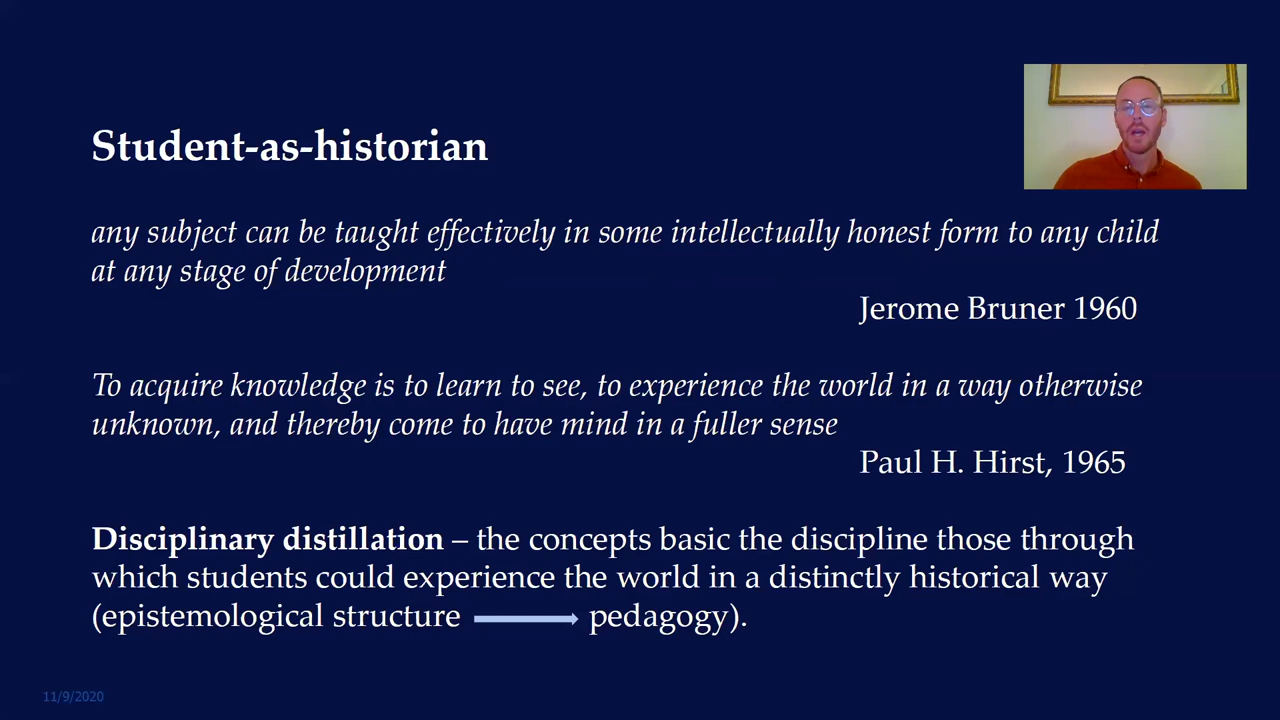 Student-as-historian
any subject can be taught effectively in some intellectually honest form to any child
at any stage of development
Jerome Bruner 1960
To acquire knowledge is to learn to see, to experience the world in a way otherwise
unknown, and thereby come to have mind in a fuller sense
Paul H. Hirst, 1965
Disciplinary distillation – the concepts basic the discipline those through
which students could experience the world in a distinctly historical way
(epistemological structure pedagogy).
11/9/2020